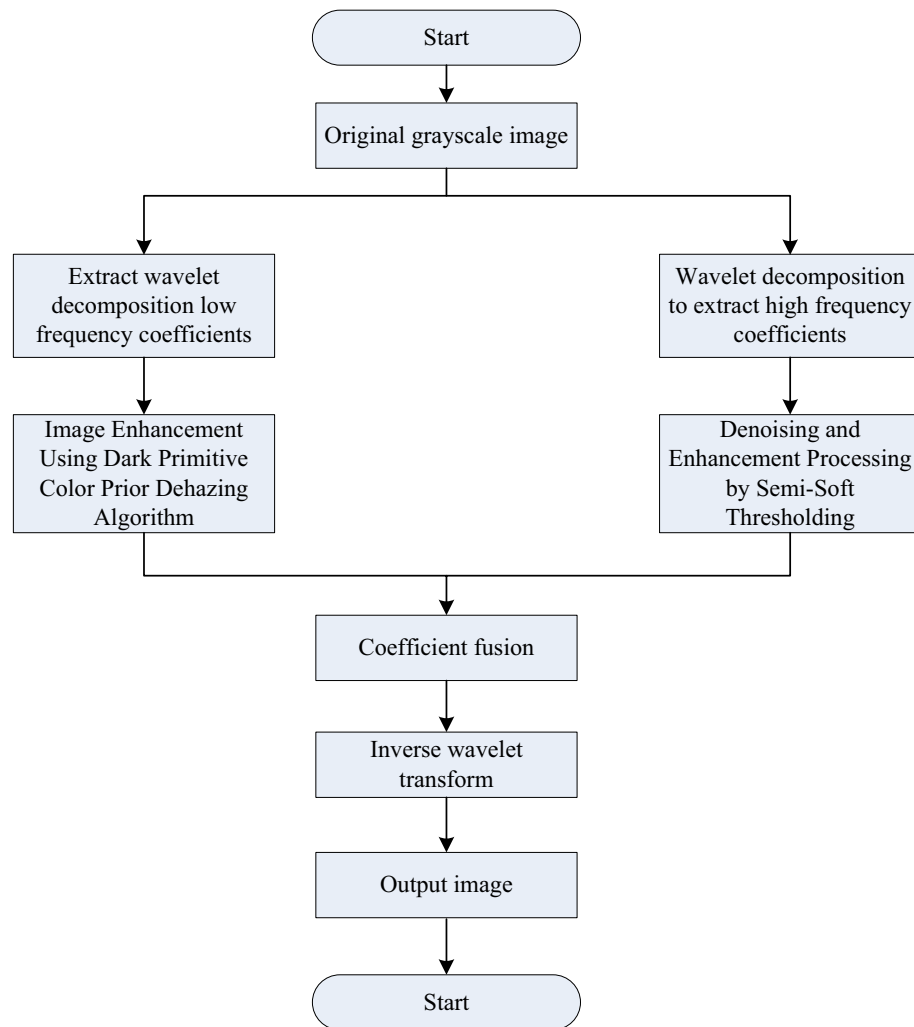 Start
Original grayscale image
Extract wavelet
decomposition low
frequency coefficients
Wavelet decomposition
to extract high frequency
coefficients
Image Enhancement
Using Dark Primitive
Color Prior Dehazing
Algorithm
Denoising and
Enhancement Processing
by Semi-Soft
Thresholding
Coefficient fusion
Inverse wavelet
transform
Output image
Start